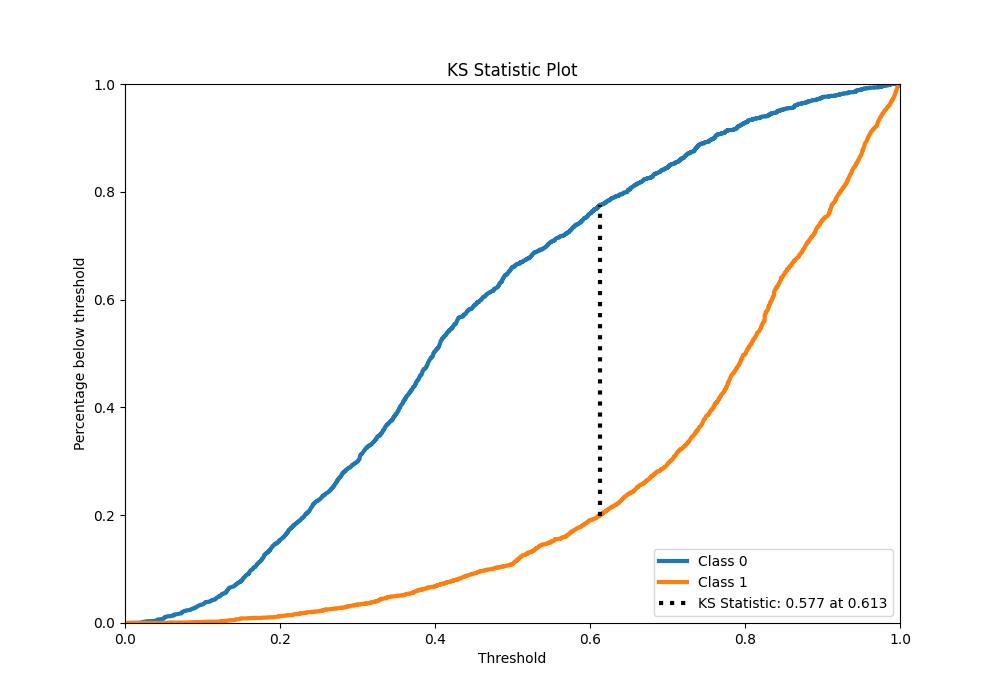 KS Statistic Plot
1.0
0.8
0.6
0.4
0.2
0.0
Percentage below threshold
0.0 0.2 0.4 0.6 0.8 1.0
Threshold
Class 0
Class 1
KS Statistic: 0.577 at 0.613